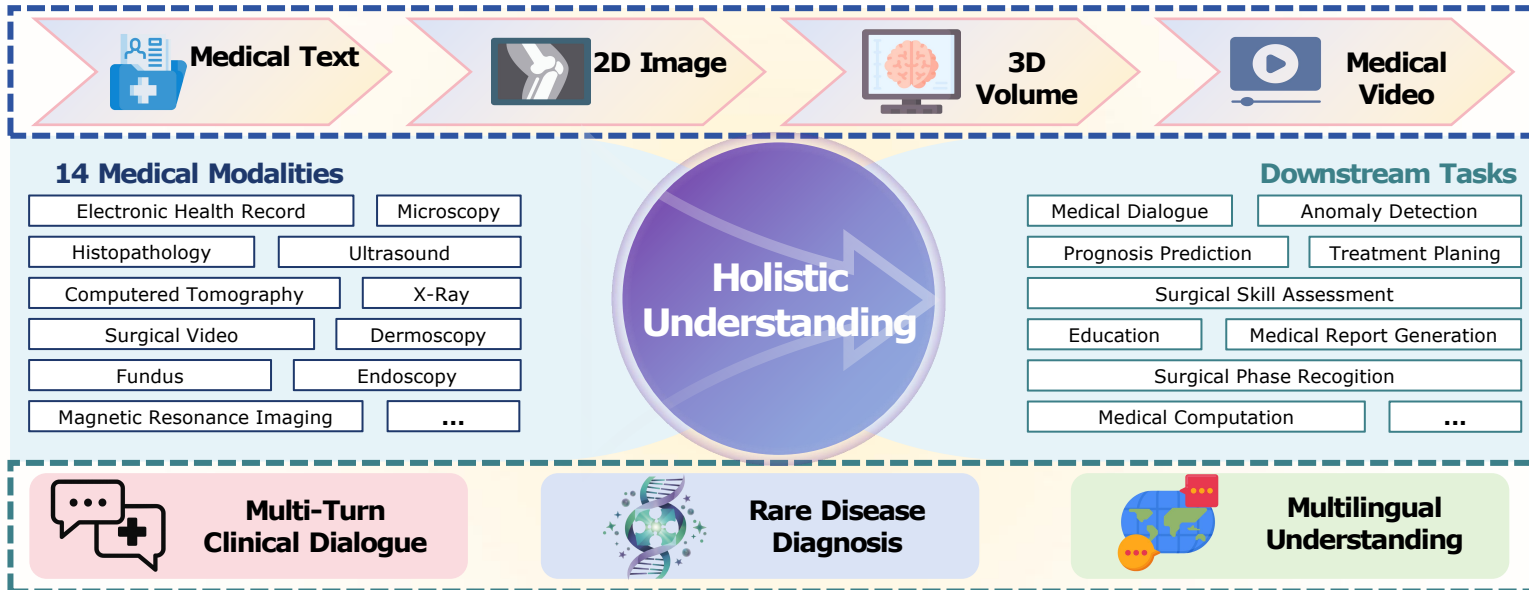 Medical Text
2D Image
3D
Volume
Medical
Video
14 Medical Modalities
Electronic Health Record
Microscopy
Histopathology
Ultrasound
Computered Tomography
X-Ray
Surgical Video
Dermoscopy
Fundus
Endoscopy
Magnetic Resonance Imaging
...
Holistic
Understanding
Downstream Tasks
Medical Dialogue
Anomaly Detection
Prognosis Prediction
Treatment Planing
Surgical Skill Assessment
Education
Medical Report Generation
Surgical Phase Recogition
Medical Computation
...
Multi-Turn
Clinical Dialogue
Rare Disease
Diagnosis
Multilingual
Understanding